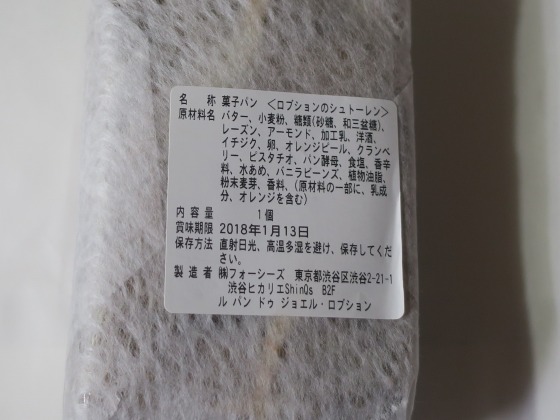 名 称 菓子パン <ロブションのシュトーレン>
原材料名 バター、小麦粉、糖類(砂糖、和三盆糖)、
レーズン、アーモンド、加工乳、洋酒、
イチジク、卵、オレンジピール、クランベ
リー、ピスタチオ、パン酵母、食塩、香辛
料、水あめ、バニラビーンズ、植物油脂、
粉末麦芽、香料、(原材料の一部に、乳成
分、オレンジを含む)
内 容 量 1個
賞味期限 2018年1月13日
保存方法 直射日光、高温多湿を避け、保存してくだ
さい。
製 造 者 ㈱フォーシーズ 東京都渋谷区渋谷2-21-1
渋谷ヒカリエShinQs B2F
ル パン ドゥ ジョエル・ロブション